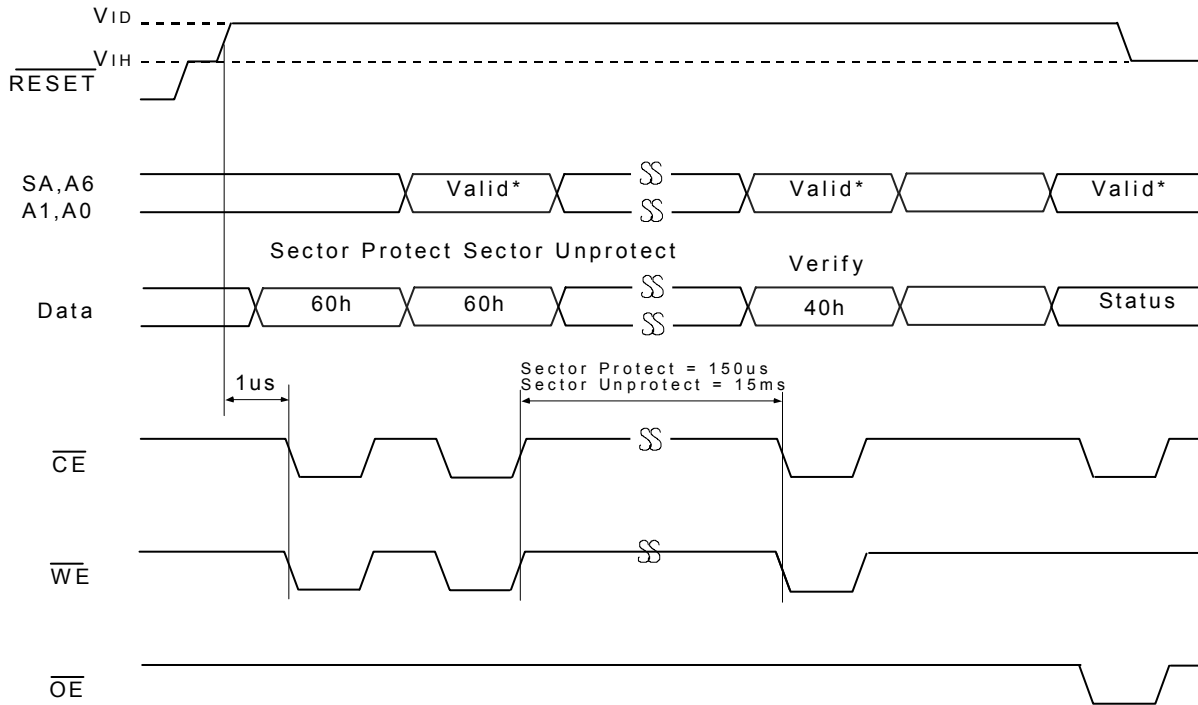 VID
VIH
RESET
SA,A6
A1,A0
Valid*
Valid*
Valid*
Sector Protect Sector Unprotect
Verify
Data
60h
60h
40h
Status
1us
Sector Protect = 150us
Sector Unprotect = 15ms
CE
WE
OE